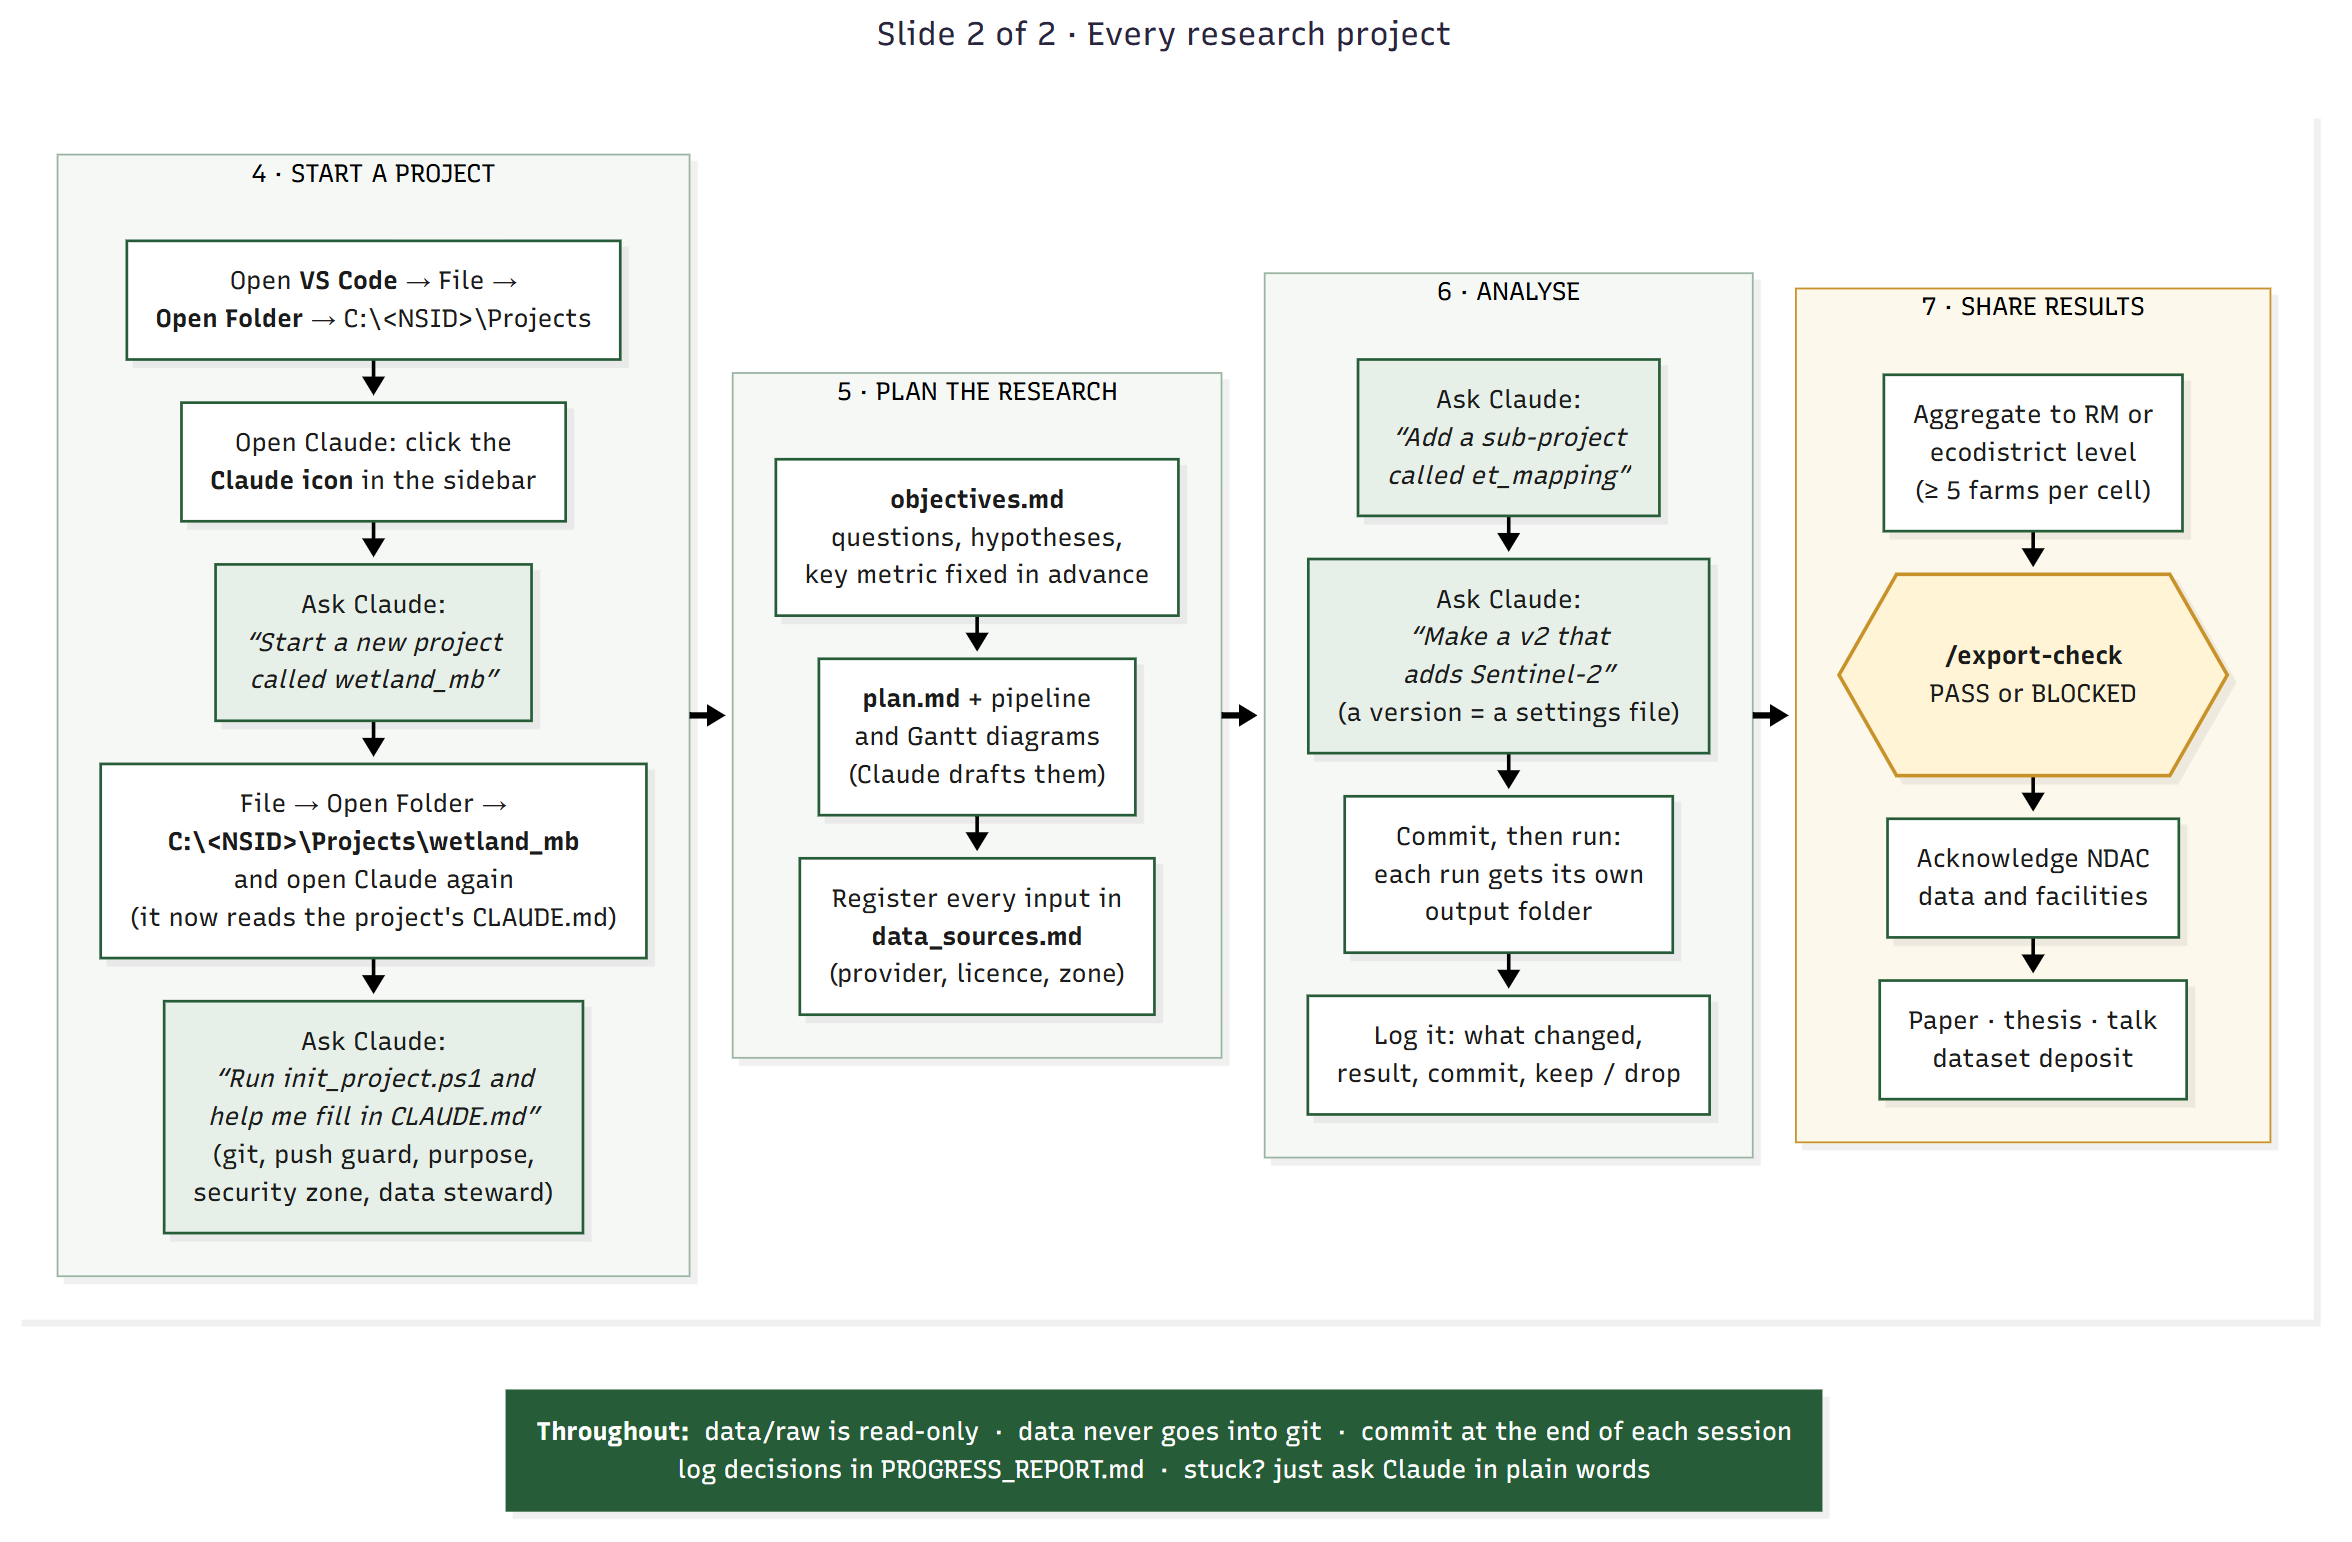 Slide 2 of 2 · Every research project
4 · START A PROJECT
Open VS Code → File →
Open Folder → C:\<NSID>\Projects
Open Claude: click the
Claude icon in the sidebar
Ask Claude:
“Start a new project
called wetland_mb”
File → Open Folder →
C:\<NSID>\Projects\wetland_mb
and open Claude again
(it now reads the project's CLAUDE.md)
Ask Claude:
“Run init_project.ps1 and
help me fill in CLAUDE.md”
(git, push guard, purpose,
security zone, data steward)
5 · PLAN THE RESEARCH
objectives.md
questions, hypotheses,
key metric fixed in advance
plan.md + pipeline
and Gantt diagrams
(Claude drafts them)
Register every input in
data_sources.md
(provider, licence, zone)
6 · ANALYSE
Ask Claude:
“Add a sub-project
called et_mapping”
Ask Claude:
“Make a v2 that
adds Sentinel-2”
(a version = a settings file)
Commit, then run:
each run gets its own
output folder
Log it: what changed,
result, commit, keep / drop
7 · SHARE RESULTS
Aggregate to RM or
ecodistrict level
(≥ 5 farms per cell)
/export-check
PASS or BLOCKED
Acknowledge NDAC
data and facilities
Paper · thesis · talk
dataset deposit
Throughout: data/raw is read-only · data never goes into git · commit at the end of each session
log decisions in PROGRESS_REPORT.md · stuck? just ask Claude in plain words